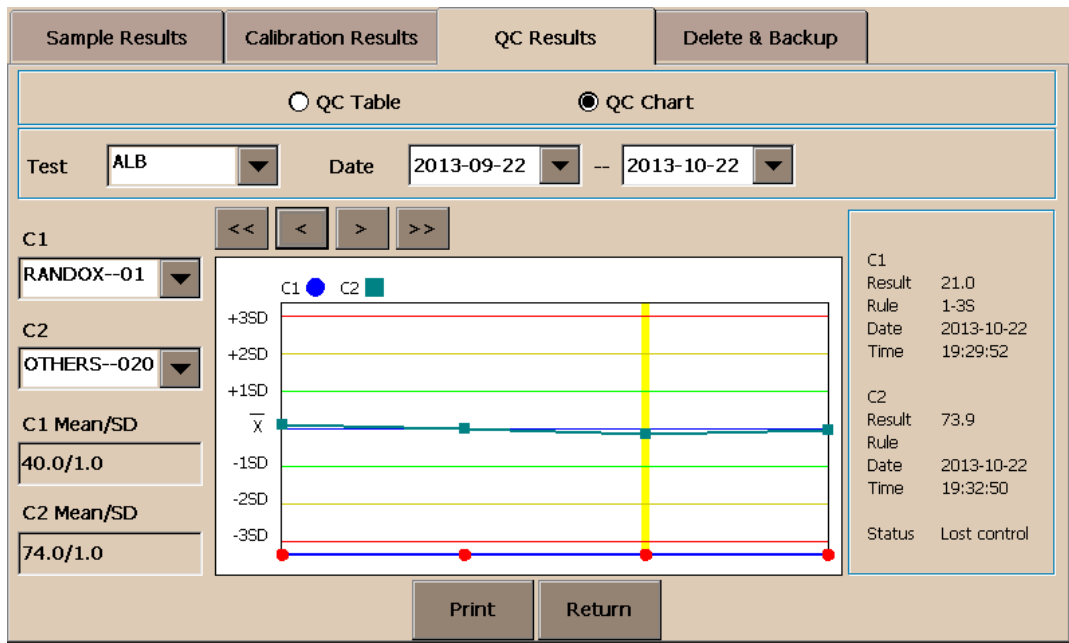 Sample Results
Calibration Results
QC Results
Delete & Backup
QC Table
QC Chart
Test
ALB
Date
2013-09-22
--
2013-10-22
<<
<
>
>>
C1
RANDOX--01
C2
OTHERS--020
C1 Mean/SD
40.0/1.0
C2 Mean/SD
74.0/1.0
C1 C2
+3SD
+2SD
+1SD
X̅
-1SD
-2SD
-3SD
C1
Result 21.0
Rule 1-3S
Date 2013-10-22
Time 19:29:52
C2
Result 73.9
Rule
Date 2013-10-22
Time 19:32:50
Status Lost control
Print
Return